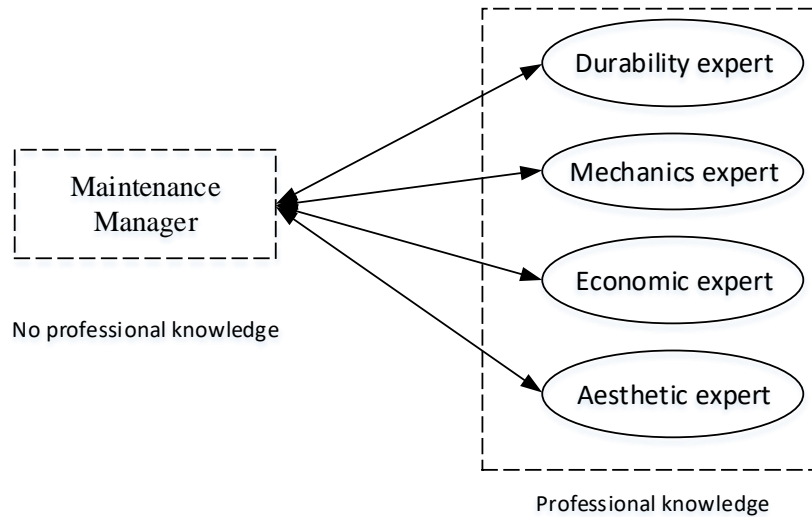 Durability expert
Mechanics expert
Maintenance
Manager
Economic expert
No professional knowledge
Aesthetic expert
Professional knowledge